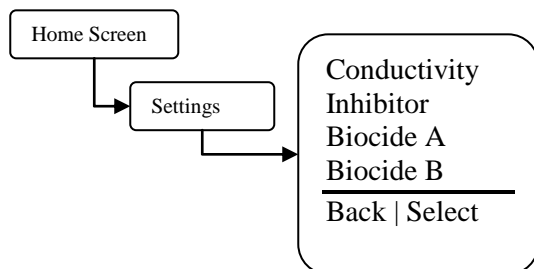 Home Screen
Settings
Conductivity
Inhibitor
Biocide A
Biocide B
Back | Select